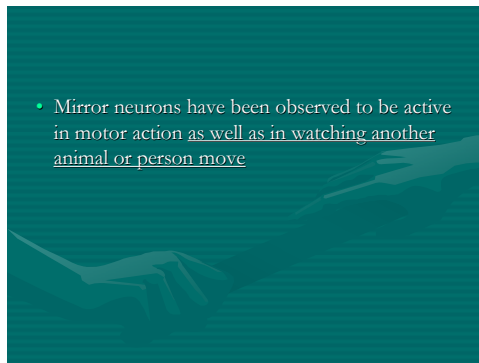 • Mirror neurons have been observed to be active
in motor action as well as in watching another
animal or person move